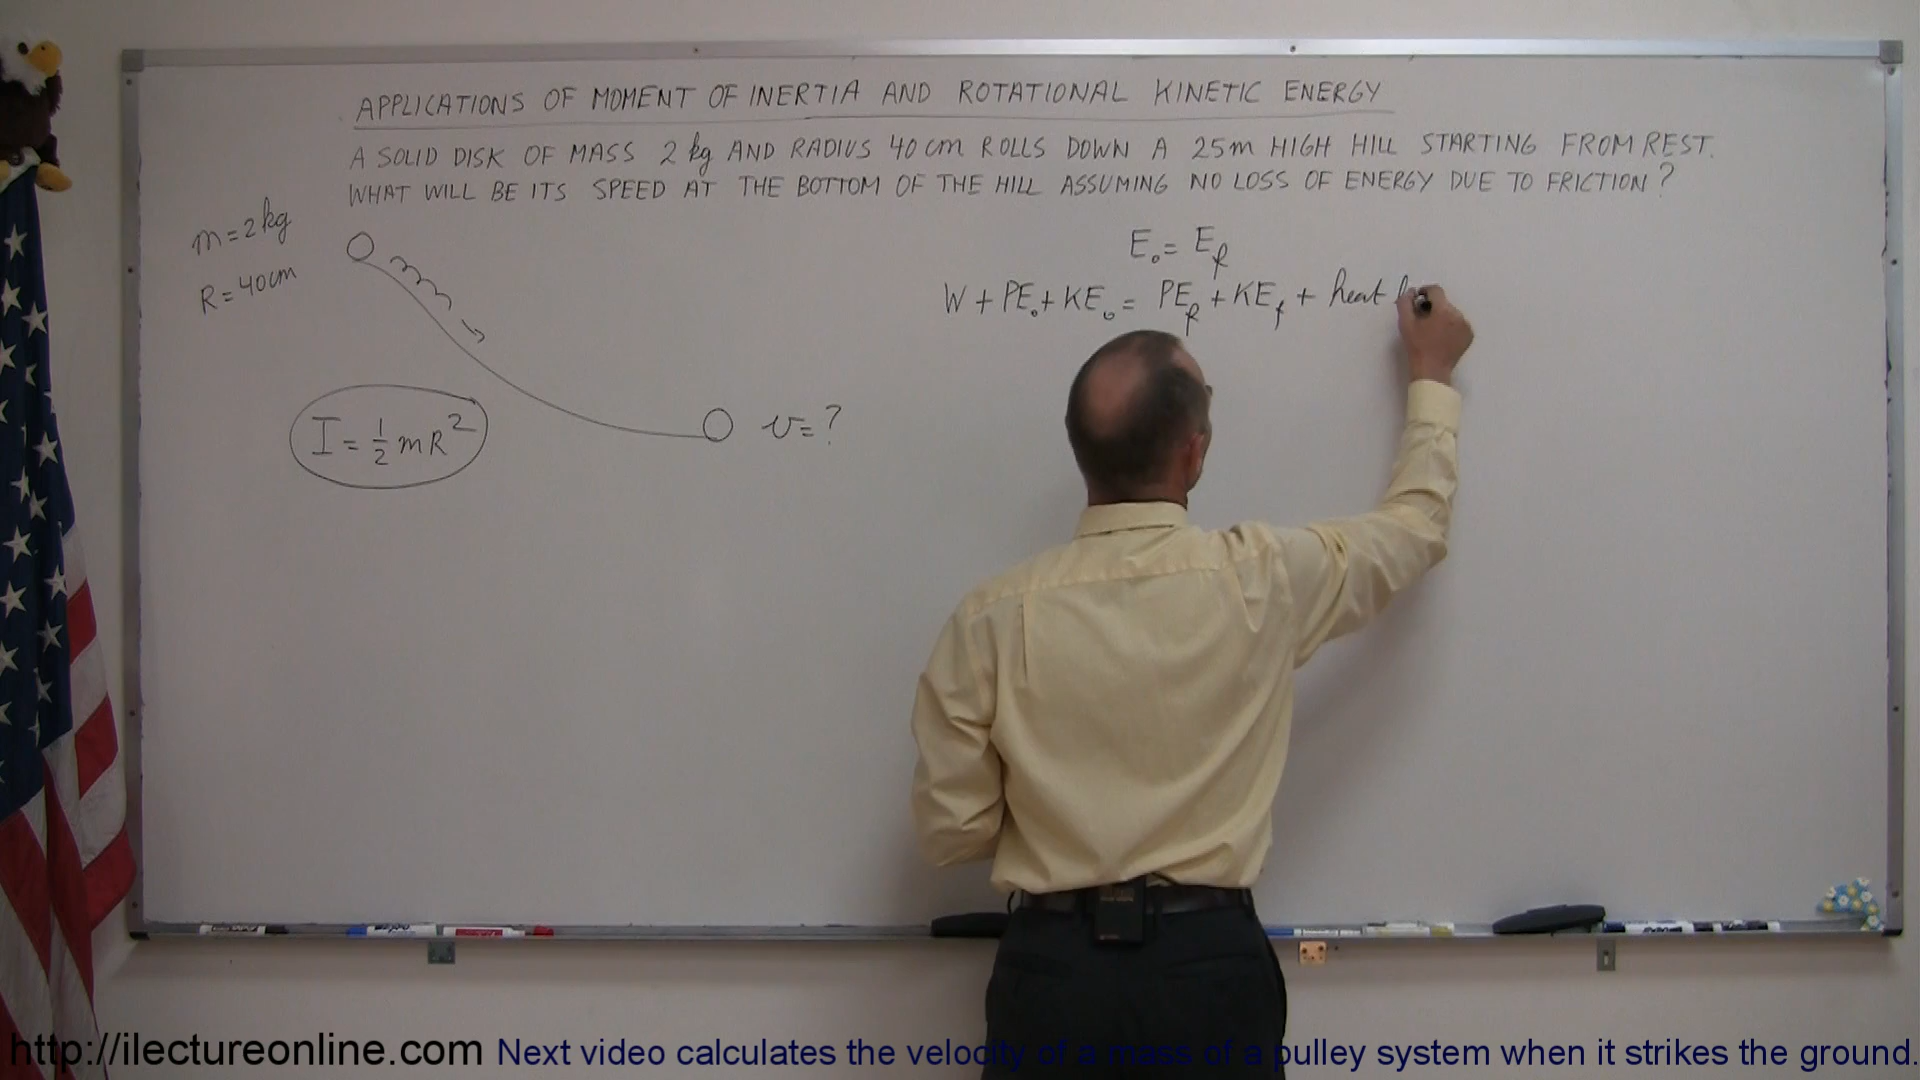 APPLICATIONS OF MOMENT OF INERTIA AND ROTATIONAL KINETIC ENERGY
A SOLID DISK OF MASS 2 kg AND RADIUS 40 cm ROLLS DOWN A 25m HIGH HILL STARTING FROM REST.
WHAT WILL BE ITS SPEED AT THE BOTTOM OF THE HILL ASSUMING NO LOSS OF ENERGY DUE TO FRICTION?
m = 2 kg
R = 40 cm
E₀ = E_f
W + PE₀ + KE₀ = PE_f + KE_f + heat
I = ½ mR²
v = ?
http://ilectureonline.com Next video calculates the velocity of a mass of a pulley system when it strikes the ground.